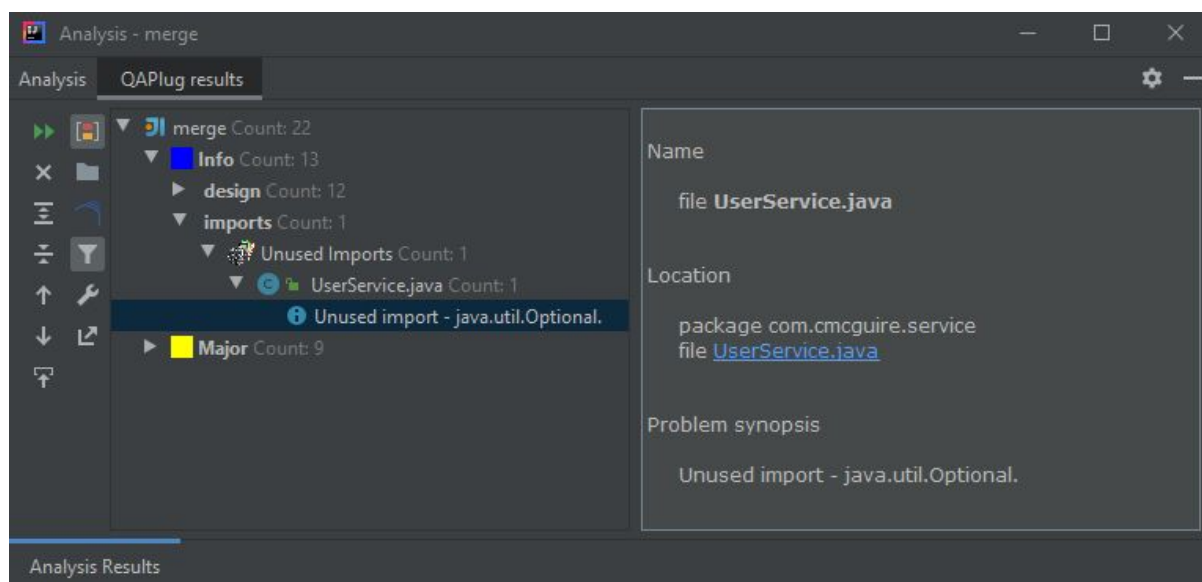 Analysis - merge
Analysis QAPlug results
merge Count: 22
Info Count: 13
design Count: 12
imports Count: 1
Unused Imports Count: 1
UserService.java Count: 1
Unused import - java.util.Optional.
Major Count: 9
Name
file UserService.java
Location
package com.cmcguire.service
file UserService.java
Problem synopsis
Unused import - java.util.Optional.
Analysis Results